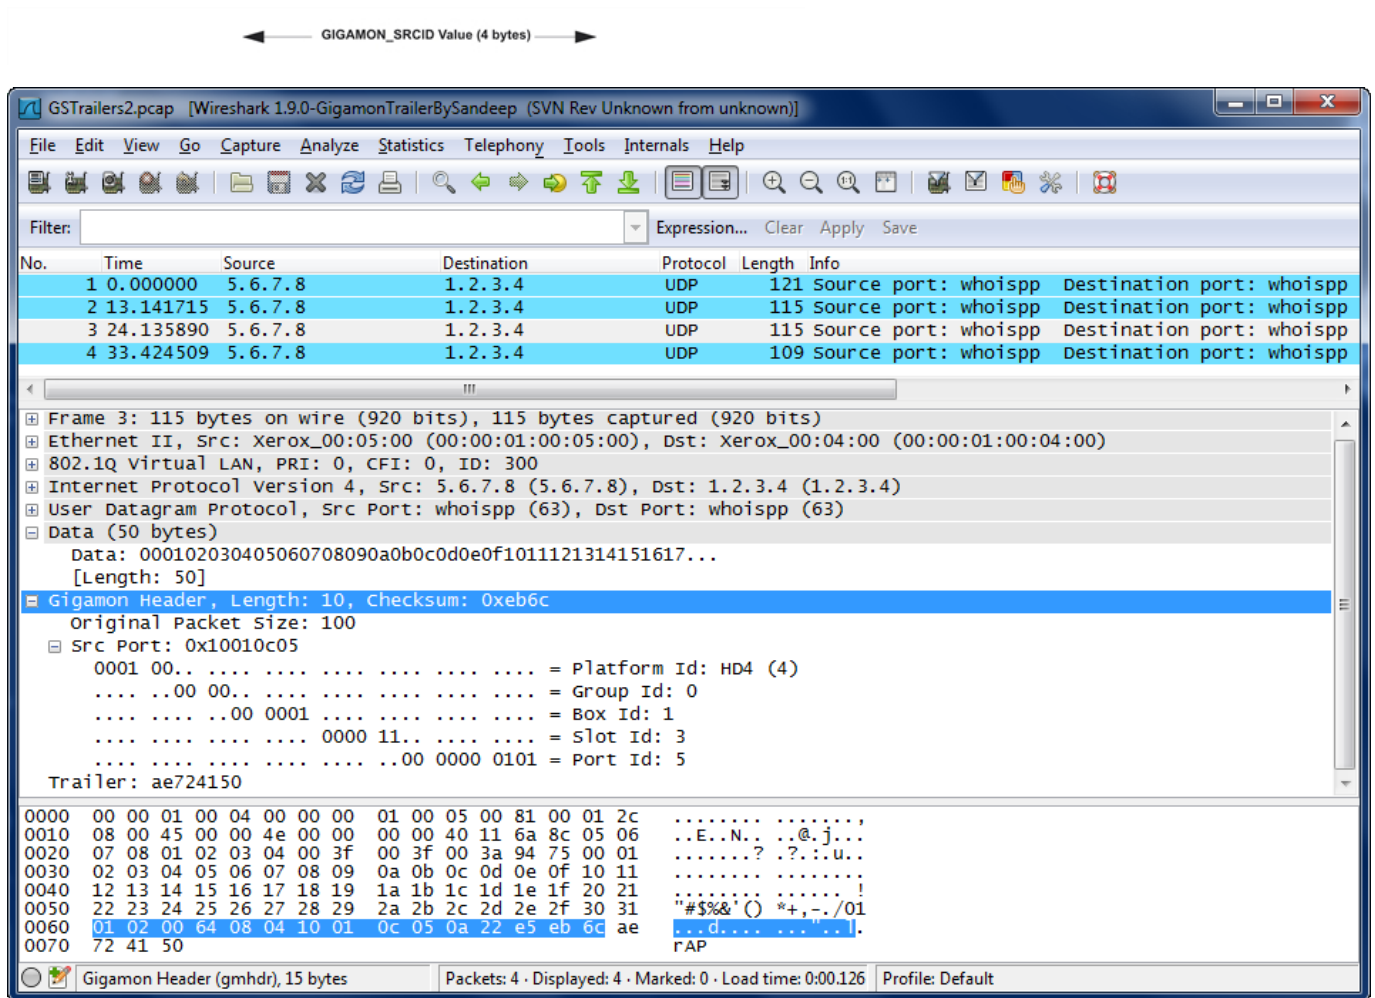 GIGAMON_SRCID Value (4 bytes)
GSTrailers2.pcap [Wireshark 1.9.0-GigamonTrailerBySandeep (SVN Rev Unknown from unknown)]
File Edit View Go Capture Analyze Statistics Telephony Tools Internals Help
Filter: Expression... Clear Apply Save
No. Time Source Destination Protocol Length Info
1 0.000000 5.6.7.8 1.2.3.4 UDP 121 Source port: whoispp Destination port: whoispp
2 13.141715 5.6.7.8 1.2.3.4 UDP 115 Source port: whoispp Destination port: whoispp
3 24.135890 5.6.7.8 1.2.3.4 UDP 115 Source port: whoispp Destination port: whoispp
4 33.424509 5.6.7.8 1.2.3.4 UDP 109 Source port: whoispp Destination port: whoispp
Frame 3: 115 bytes on wire (920 bits), 115 bytes captured (920 bits)
Ethernet II, Src: Xerox_00:05:00 (00:00:01:00:05:00), Dst: Xerox_00:04:00 (00:00:01:00:04:00)
802.1Q Virtual LAN, PRI: 0, CFI: 0, ID: 300
Internet Protocol Version 4, Src: 5.6.7.8 (5.6.7.8), Dst: 1.2.3.4 (1.2.3.4)
User Datagram Protocol, Src Port: whoispp (63), Dst Port: whoispp (63)
Data (50 bytes)
Data: 000102030405060708090a0b0c0d0e0f1011121314151617...
[Length: 50]
Gigamon Header, Length: 10, Checksum: 0xeb6c
Original Packet Size: 100
Src Port: 0x10010c05
0001 00.. .... .... .... .... .... .... = Platform Id: HD4 (4)
.... ..00 00.. .... .... .... .... .... = Group Id: 0
.... .... ..00 0001 .... .... .... .... = Box Id: 1
.... .... .... .... 0000 11.. .... .... = Slot Id: 3
.... .... .... .... .... ..00 0000 0101 = Port Id: 5
Trailer: ae724150
0000 00 00 01 00 04 00 00 00 01 00 05 00 81 00 01 2c ........ .......,
0010 08 00 45 00 00 4e 00 00 00 00 40 11 6a 8c 05 06 ..E..N.. ..@.j...
0020 07 08 01 02 03 04 00 3f 00 3f 00 3a 94 75 00 01 .......? .?.:.u..
0030 02 03 04 05 06 07 08 09 0a 0b 0c 0d 0e 0f 10 11 ........ ........
0040 12 13 14 15 16 17 18 19 1a 1b 1c 1d 1e 1f 20 21 ........ ...... !
0050 22 23 24 25 26 27 28 29 2a 2b 2c 2d 2e 2f 30 31 "#$%&'() *+,-./01
0060 01 02 00 64 08 04 10 01 0c 05 0a 22 e5 eb 6c ae ...d.... ..."..l.
0070 72 41 50 rAP
Gigamon Header (gmhdr), 15 bytes Packets: 4 · Displayed: 4 · Marked: 0 · Load time: 0:00.126 Profile: Default